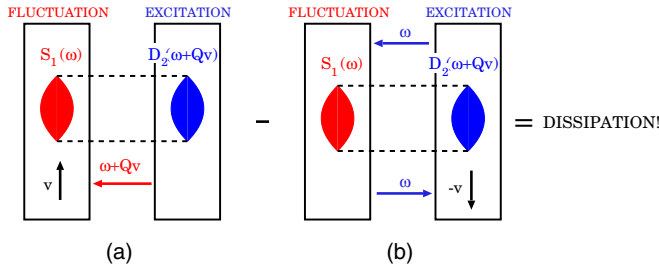 FLUCTUATION EXCITATION
S₁(ω) D₂′(ω+Qv)
v
ω+Qv
(a)
–
FLUCTUATION EXCITATION
ω
S₁(ω) D₂′(ω+Qv)
ω
-v
(b)
= DISSIPATION!